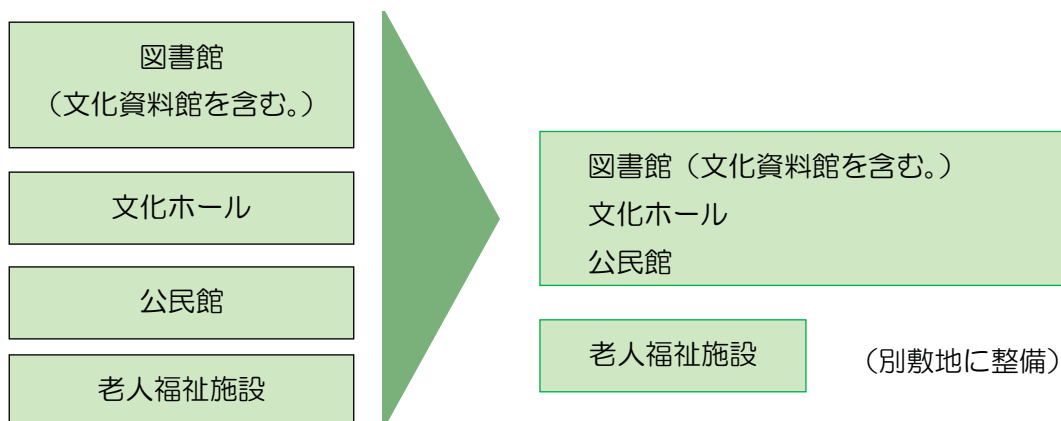 図書館
（文化資料館を含む。）
文化ホール
公民館
老人福祉施設
図書館（文化資料館を含む。）
文化ホール
公民館
老人福祉施設
（別敷地に整備）